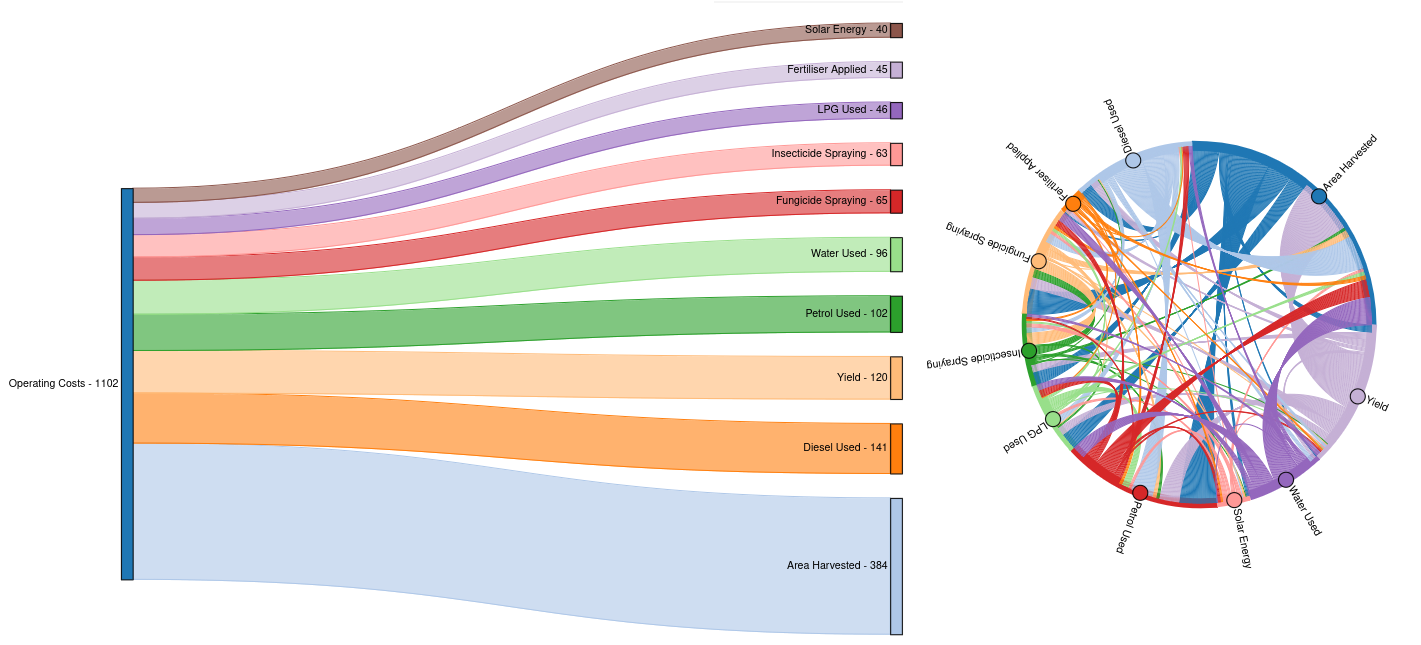 Solar Energy - 40
Fertiliser Applied - 45
LPG Used - 46
Insecticide Spraying - 63
Fungicide Spraying - 65
Water Used - 96
Petrol Used - 102
Yield - 120
Operating Costs - 1102
Diesel Used - 141
Area Harvested - 384
Diesel Used
Area Harvested
Fertiliser Applied
Fungicide Spraying
Insecticide Spraying
Yield
LPG Used
Water Used
Petrol Used
Solar Energy